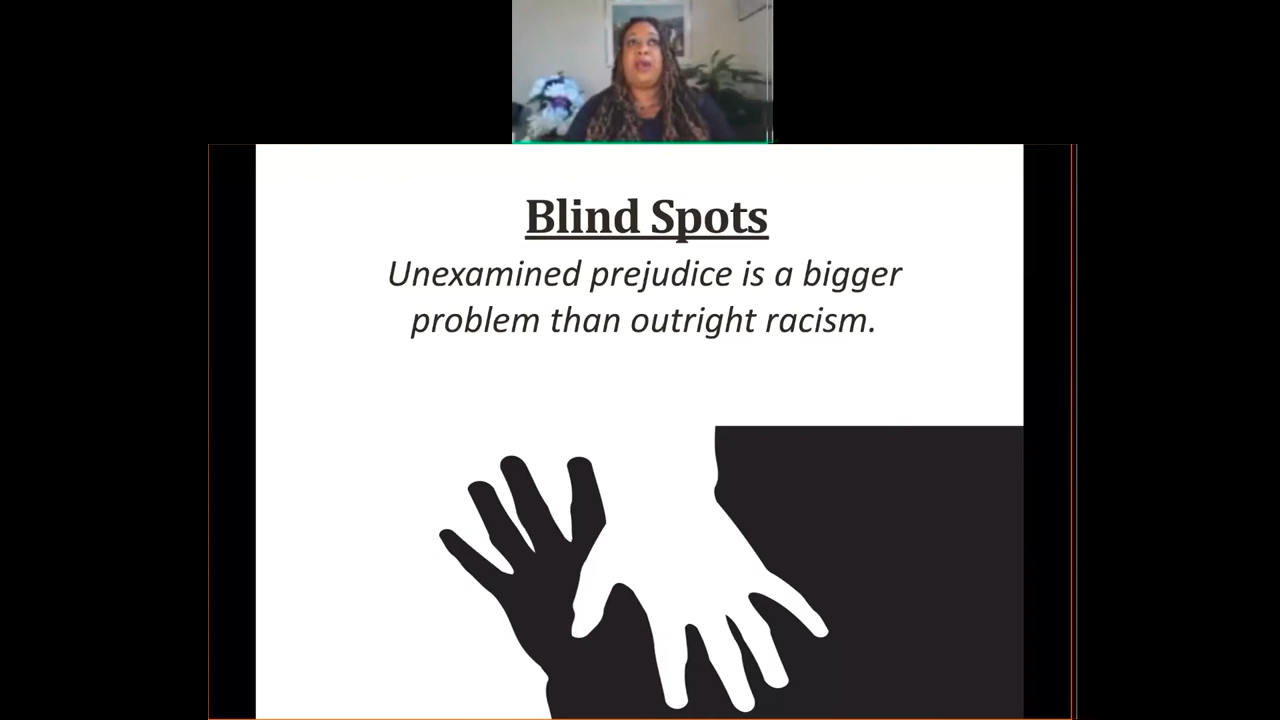 Blind Spots
Unexamined prejudice is a bigger
problem than outright racism.